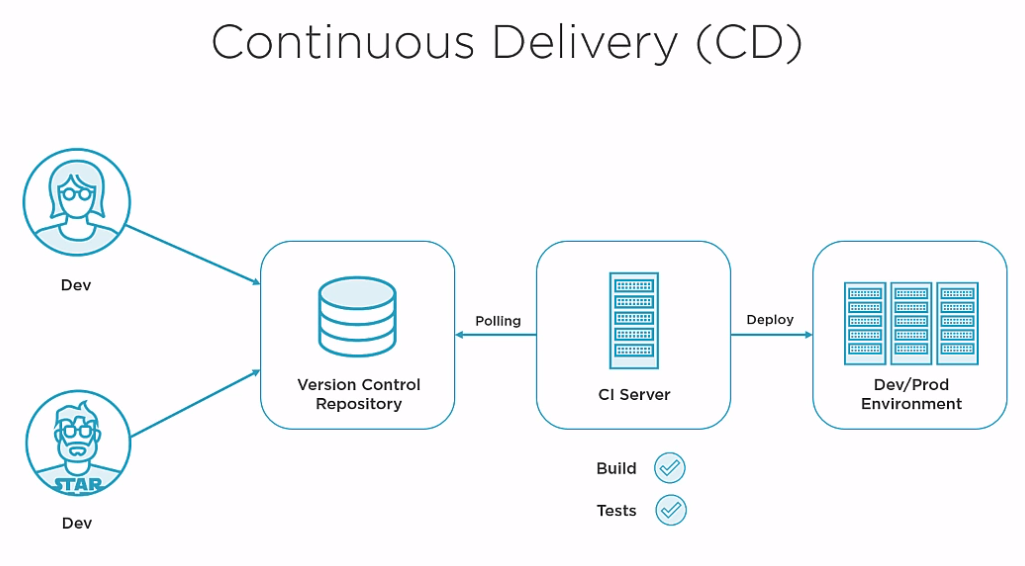 Continuous Delivery (CD)
Dev
Version Control
Repository
Polling
CI Server
Deploy
Dev/Prod
Environment
Build
Tests
STAR
Dev